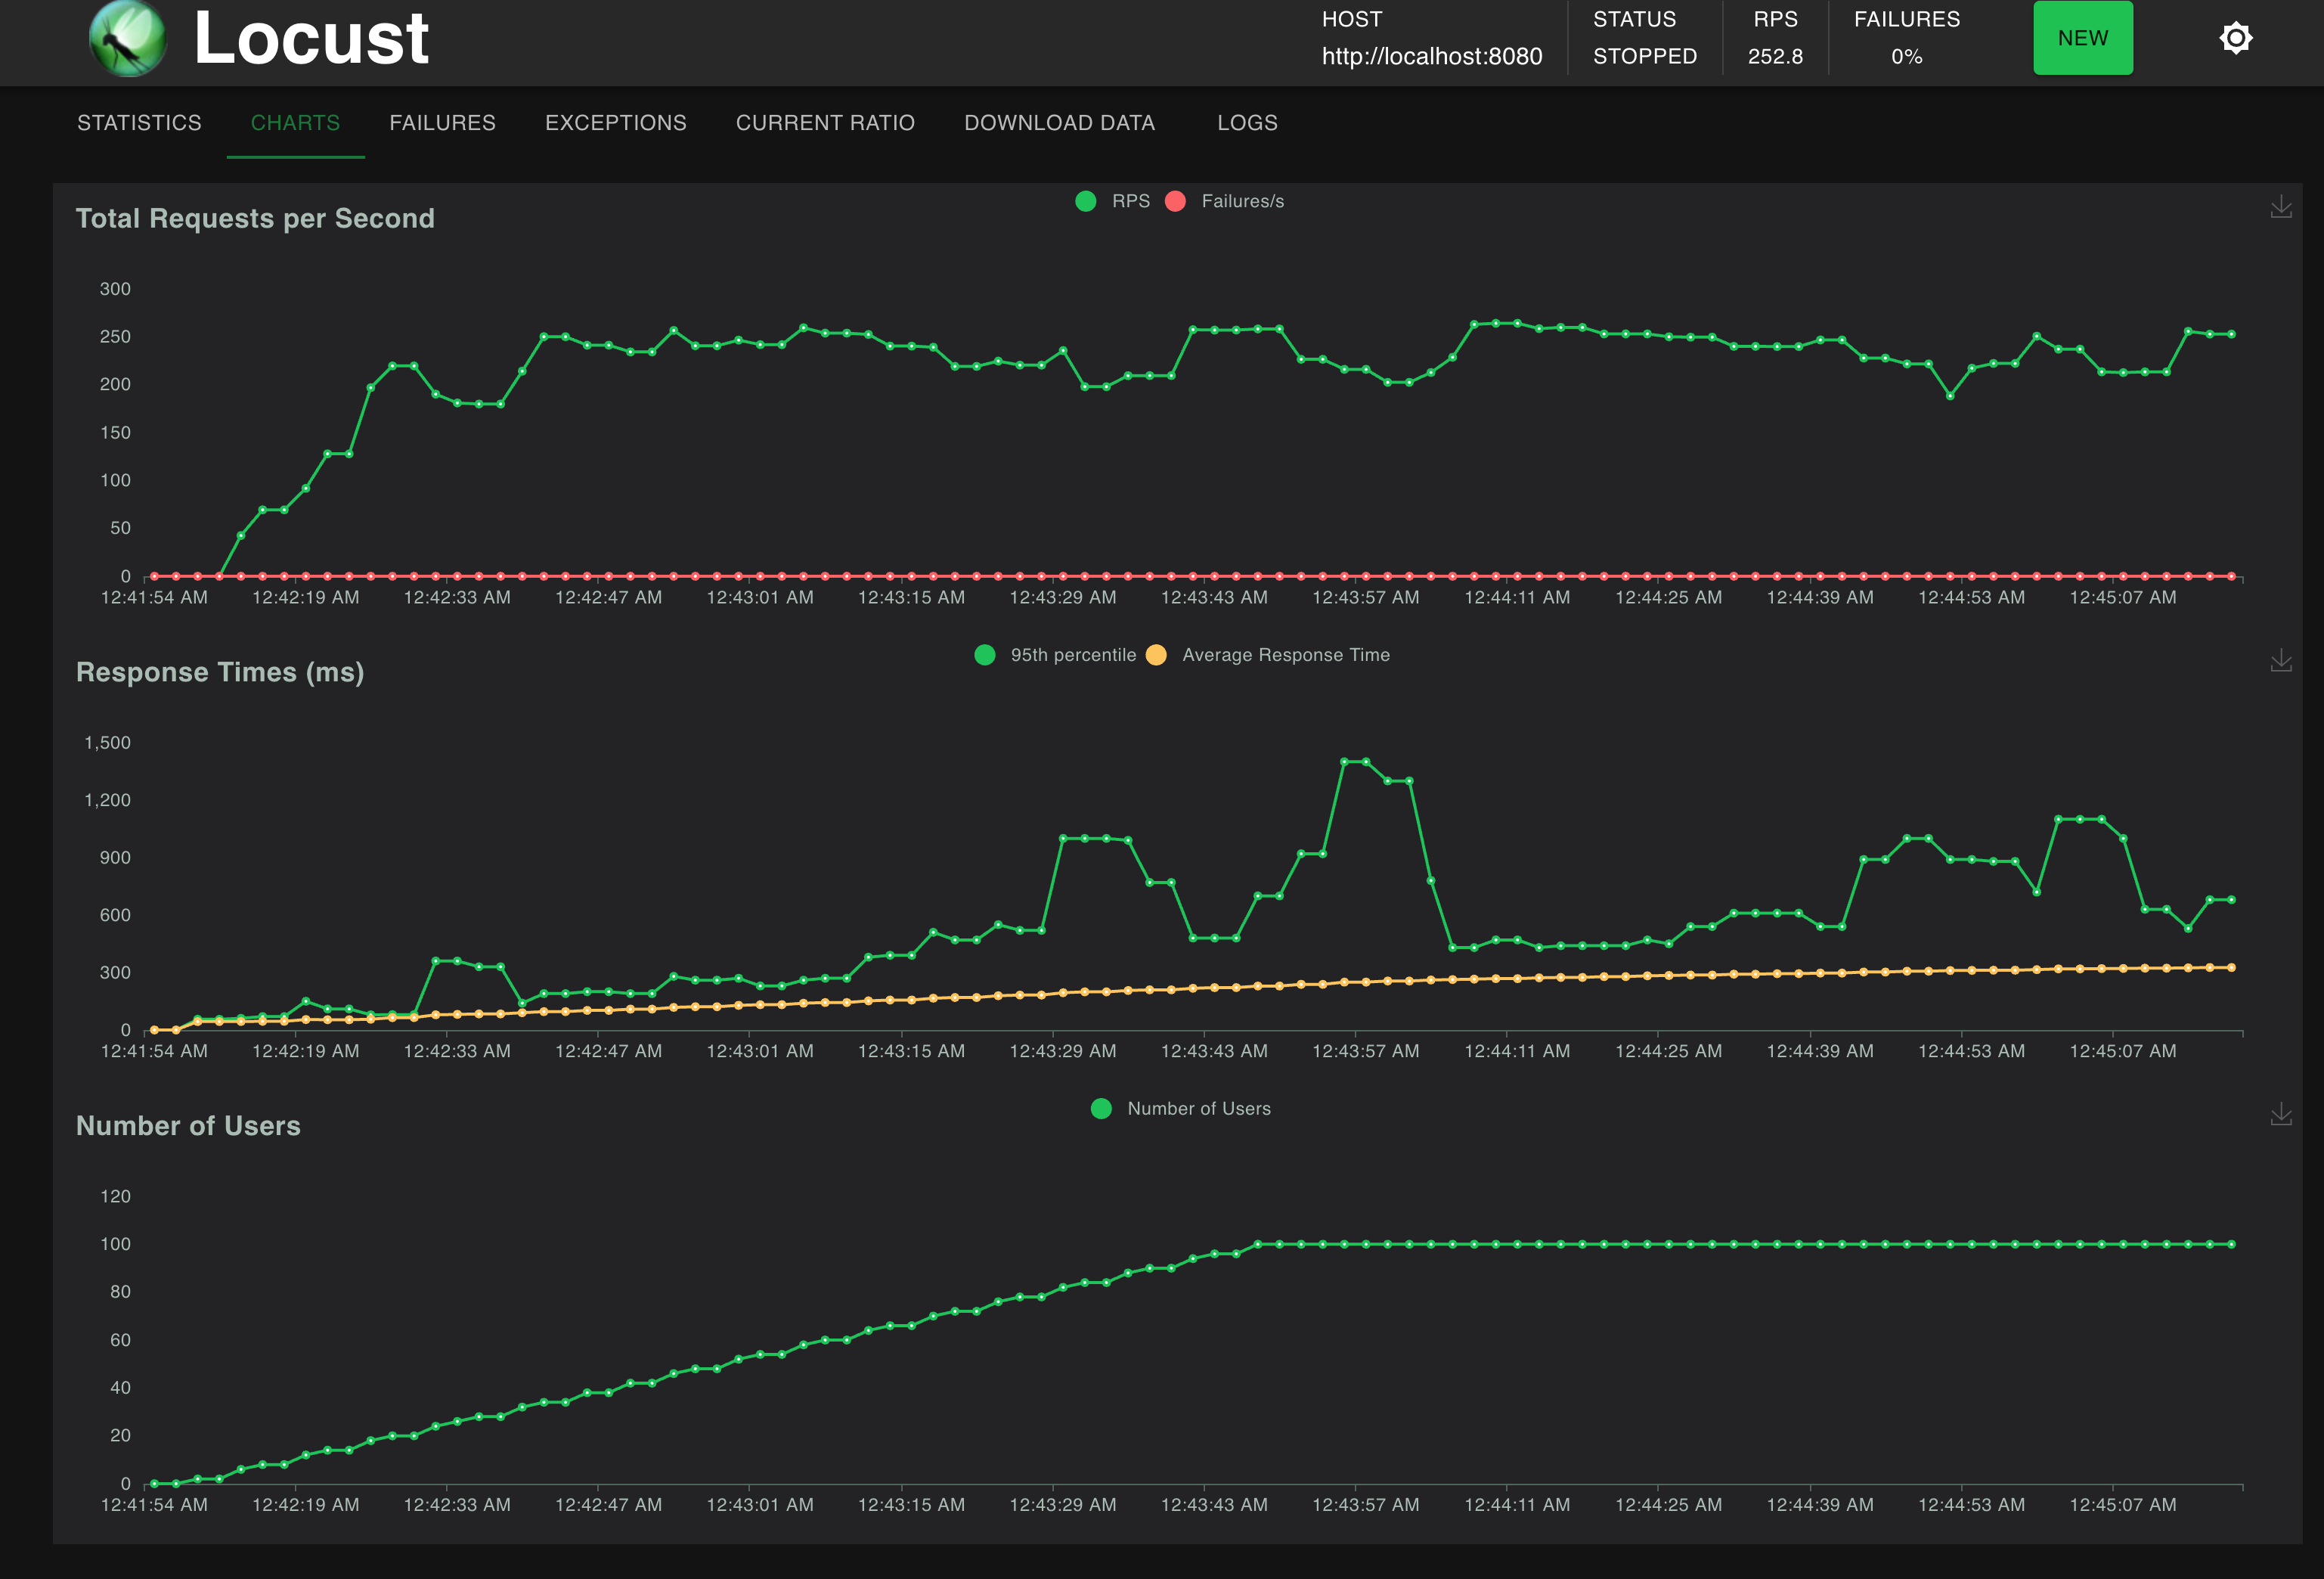 Locust
HOST
http://localhost:8080
STATUS
STOPPED
RPS
252.8
FAILURES
0%
NEW
STATISTICS CHARTS FAILURES EXCEPTIONS CURRENT RATIO DOWNLOAD DATA LOGS
Total Requests per Second
RPS Failures/s
300
250
200
150
100
50
0
12:41:54 AM 12:42:19 AM 12:42:33 AM 12:42:47 AM 12:43:01 AM 12:43:15 AM 12:43:29 AM 12:43:43 AM 12:43:57 AM 12:44:11 AM 12:44:25 AM 12:44:39 AM 12:44:53 AM 12:45:07 AM
Response Times (ms)
95th percentile Average Response Time
1,500
1,200
900
600
300
0
12:41:54 AM 12:42:19 AM 12:42:33 AM 12:42:47 AM 12:43:01 AM 12:43:15 AM 12:43:29 AM 12:43:43 AM 12:43:57 AM 12:44:11 AM 12:44:25 AM 12:44:39 AM 12:44:53 AM 12:45:07 AM
Number of Users
Number of Users
120
100
80
60
40
20
0
12:41:54 AM 12:42:19 AM 12:42:33 AM 12:42:47 AM 12:43:01 AM 12:43:15 AM 12:43:29 AM 12:43:43 AM 12:43:57 AM 12:44:11 AM 12:44:25 AM 12:44:39 AM 12:44:53 AM 12:45:07 AM